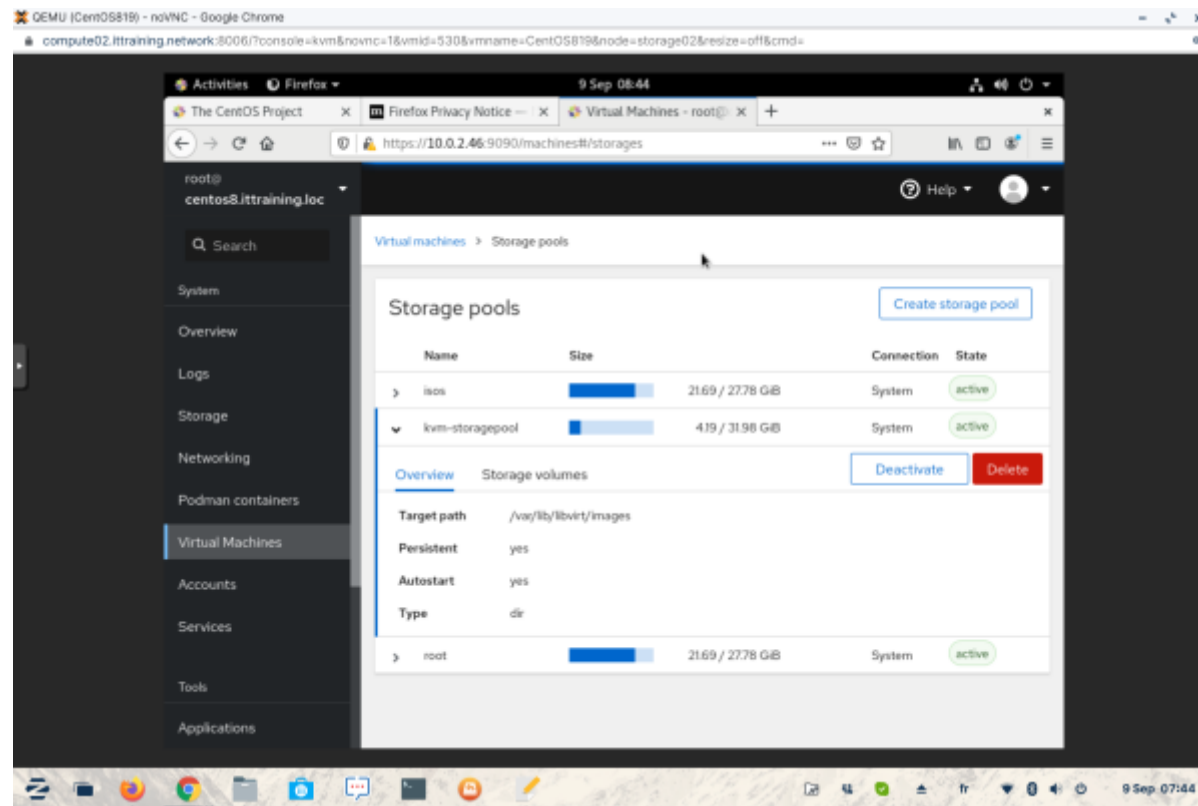 QEMU (CentOS819) - noVNC - Google Chrome
compute02.ittraining.network:8006/?console=kvm&novnc=1&vmid=530&vmname=CentOS819&node=storage02&resize=off&cmd=
Activities Firefox 9 Sep 08:44
The CentOS Project Firefox Privacy Notice — Virtual Machines - root@
https://10.0.2.46:9090/machines#/storages
root@
centos8.ittraining.loc
Help
Search
Virtual machines > Storage pools
System
Storage pools
Create storage pool
Overview
Name Size Connection State
Logs
isos 21.69 / 27.78 GiB System active
Storage
kvm-storagepool 4.19 / 31.98 GiB System active
Networking
Overview Storage volumes Deactivate Delete
Podman containers
Target path /var/lib/libvirt/images
Virtual Machines
Persistent yes
Accounts
Autostart yes
Type dir
Services
root 21.69 / 27.78 GiB System active
Tools
Applications
fr 9 Sep 07:44